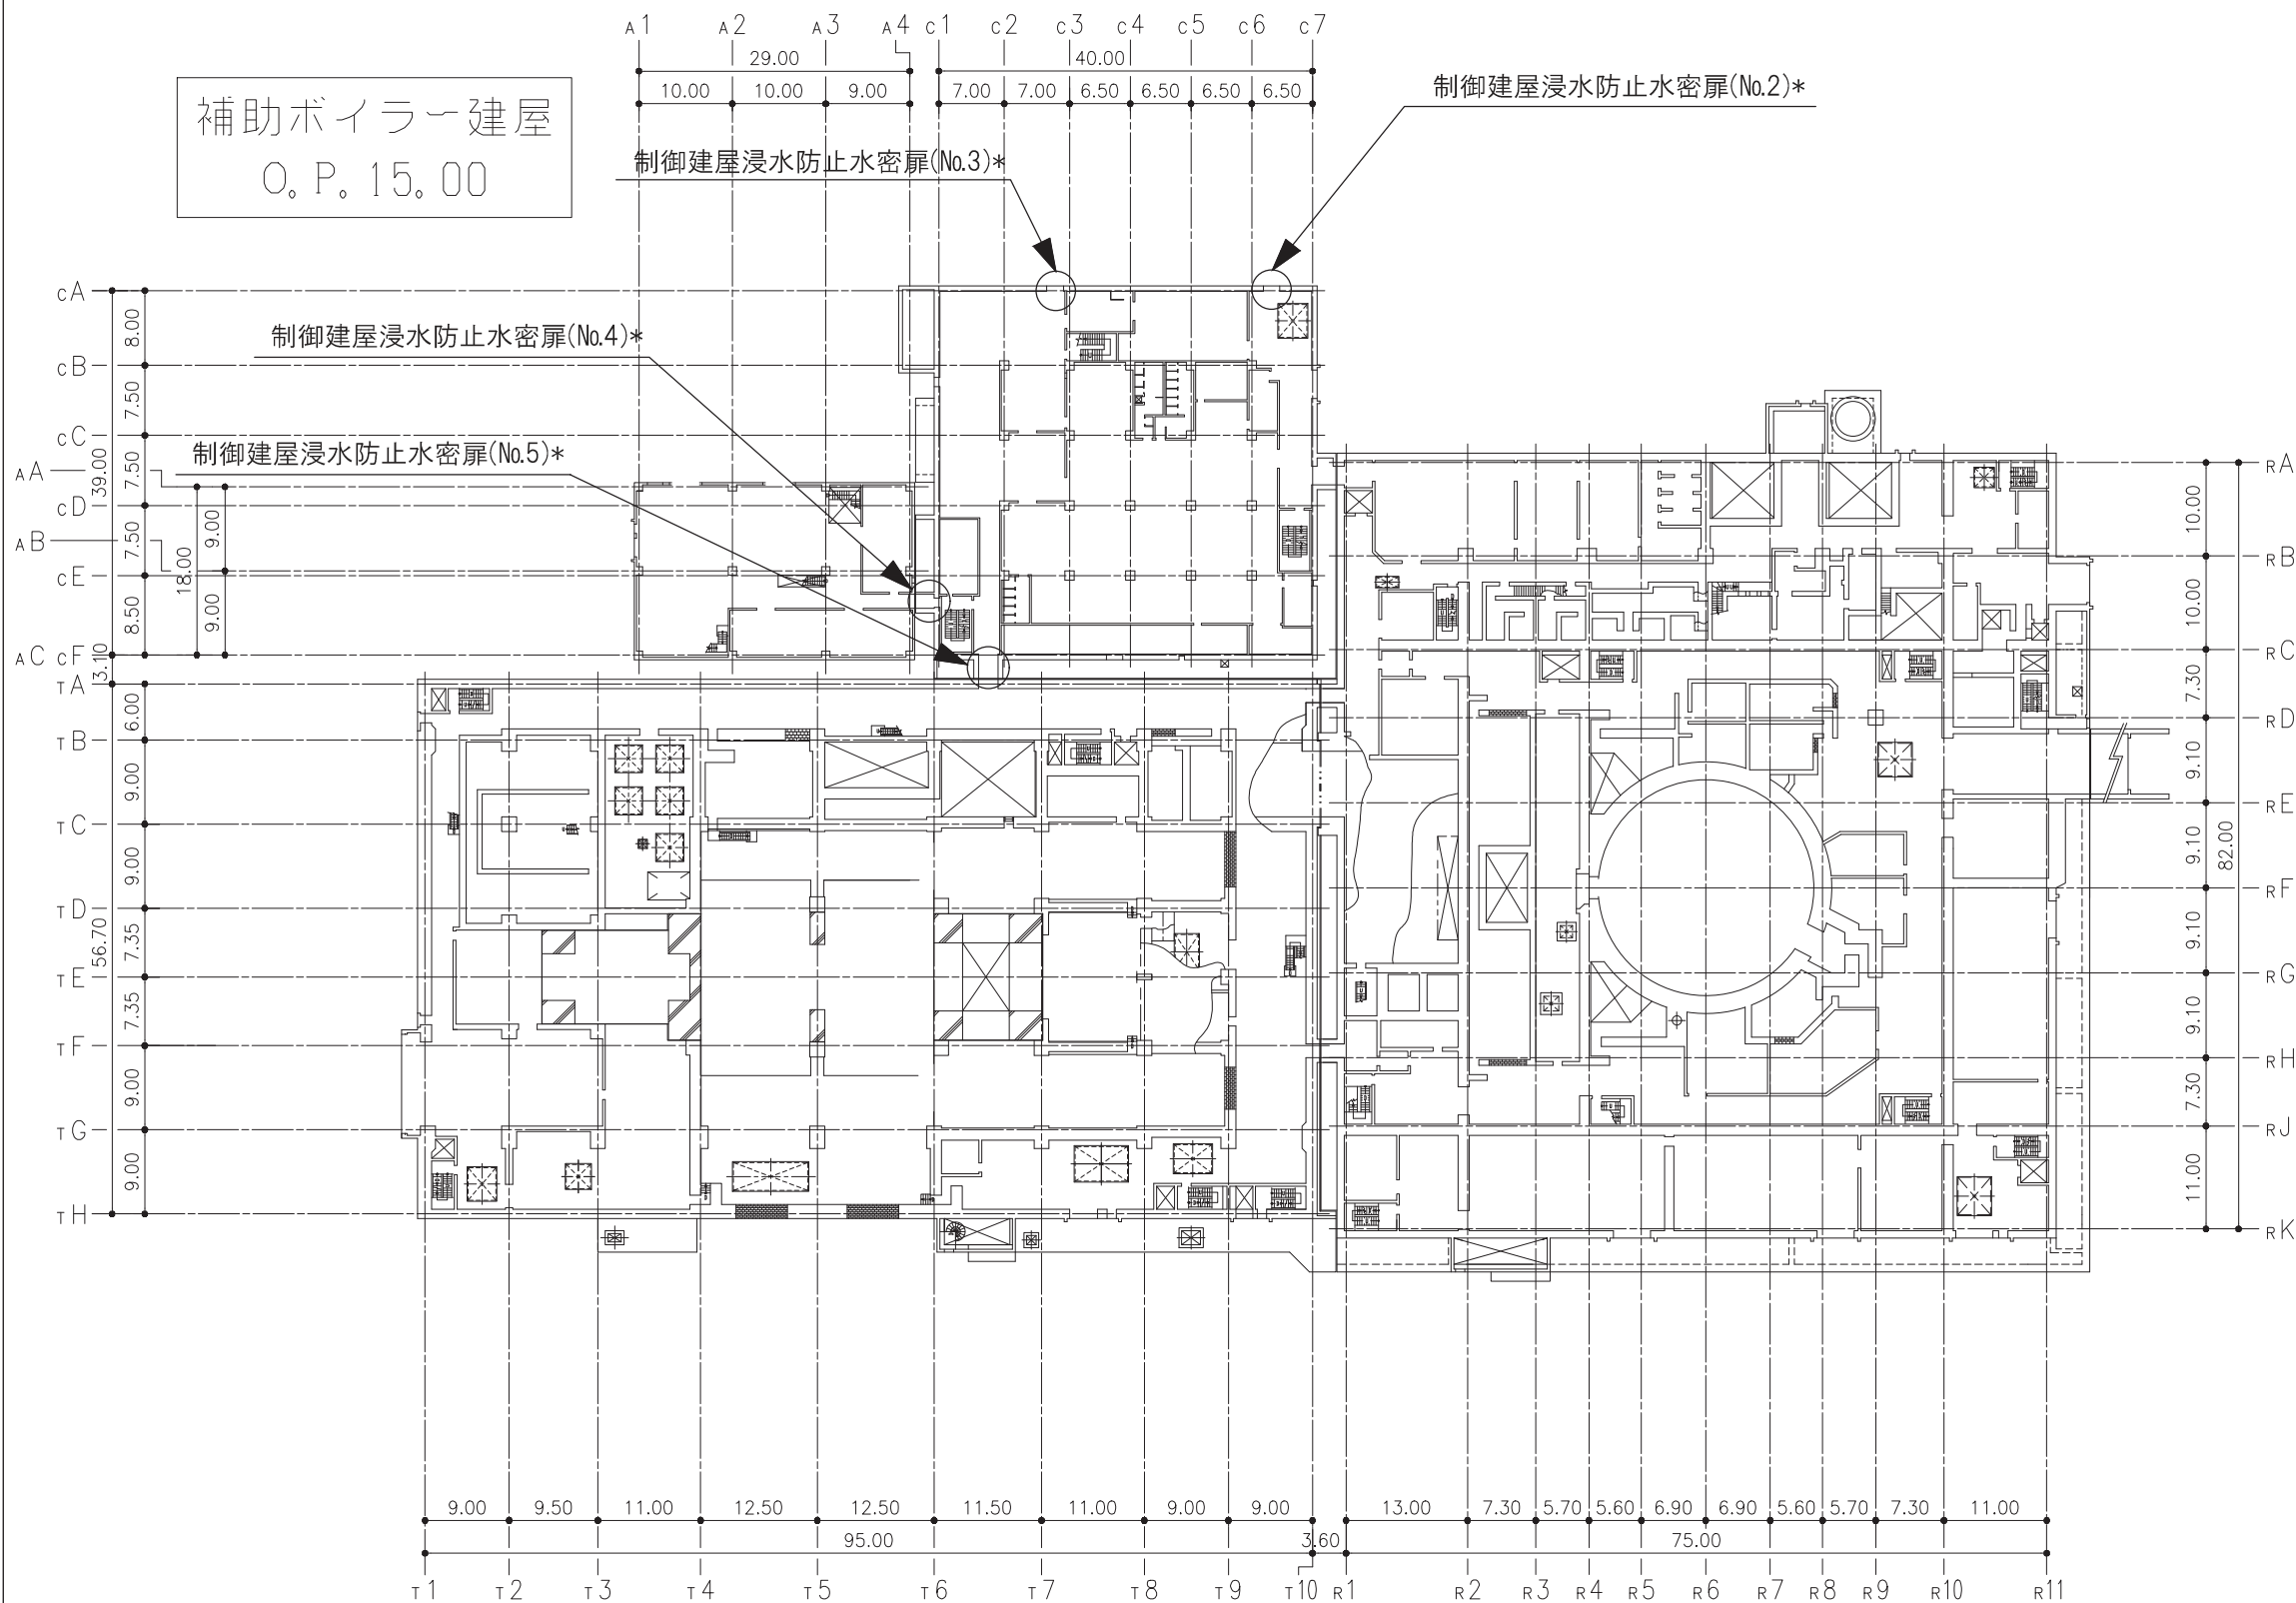 A1 A2 A3 A4 C1 C2 C3 C4 C5 C6 C7
29.00 40.00
10.00 10.00 9.00 7.00 7.00 6.50 6.50 6.50 6.50
補助ボイラー建屋
O.P.15.00
制御建屋浸水防止水密扉(No.2)*
制御建屋浸水防止水密扉(No.3)*
制御建屋浸水防止水密扉(No.4)*
制御建屋浸水防止水密扉(No.5)*
CA
CB
CC
AA
CD
AB
CE
AC CF
TA
TB
TC
TD
TE
TF
TG
TH
8.00
7.50
7.50
7.50
8.50
39.00
3.10
18.00
9.00
9.00
6.00
9.00
9.00
7.35
7.35
9.00
9.00
56.70
RA
RB
RC
RD
RE
RF
RG
RH
RJ
RK
10.00
10.00
7.30
9.10
9.10
9.10
9.10
7.30
11.00
82.00
9.00 9.50 11.00 12.50 12.50 11.50 11.00 9.00 9.00 13.00 7.30 5.70 5.60 6.90 6.90 5.60 5.70 7.30 11.00
95.00 3.60 75.00
T1 T2 T3 T4 T5 T6 T7 T8 T9 T10 R1 R2 R3 R4 R5 R6 R7 R8 R9 R10 R11